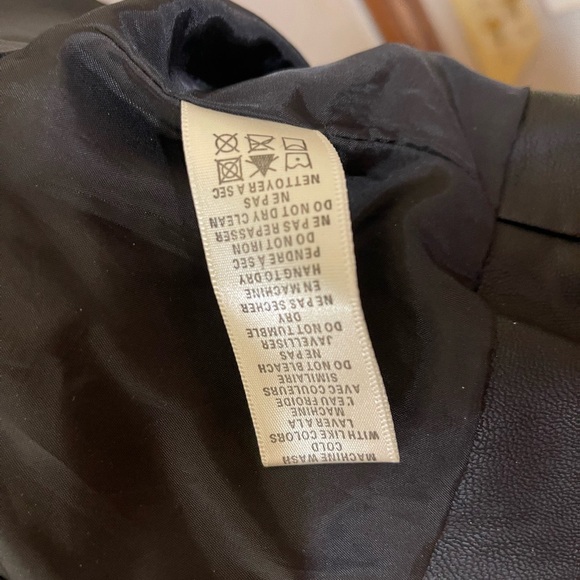 MACHINE WASH
COLD
WITH LIKE COLORS
LAVER A LA
MACHINE
L'EAU FROIDE
AVEC COULEURS
SIMILAIRE
DO NOT BLEACH
NE PAS
JAVELLISER
DO NOT TUMBLE
DRY
NE PAS SECHER
EN MACHINE
HANG TO DRY
PENDRE À SEC
DO NOT IRON
NE PAS REPASSER
DO NOT DRY CLEAN
NE PAS
NETTOYER A SEC